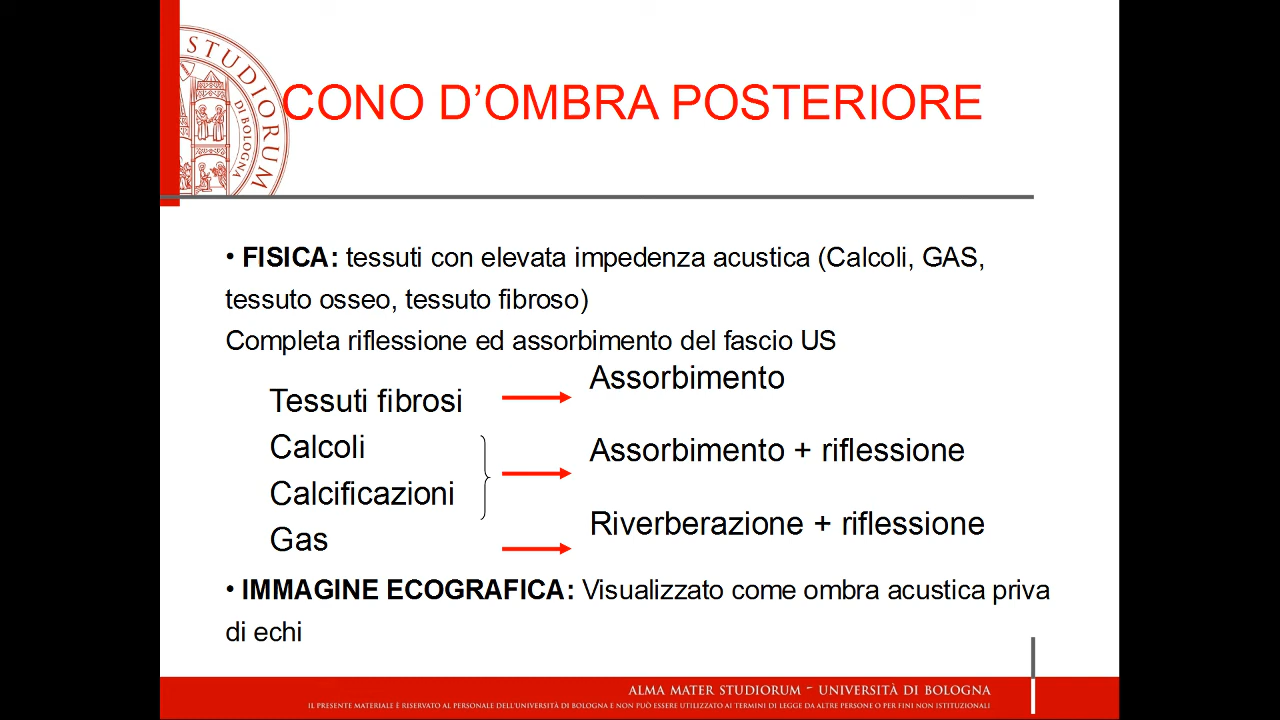 STUDIORUM
DI BOLOGNA
CONO D’OMBRA POSTERIORE
• FISICA: tessuti con elevata impedenza acustica (Calcoli, GAS,
tessuto osseo, tessuto fibroso)
Completa riflessione ed assorbimento del fascio US
Tessuti fibrosi
Assorbimento
Calcoli
Calcificazioni
Assorbimento + riflessione
Gas
Riverberazione + riflessione
• IMMAGINE ECOGRAFICA: Visualizzato come ombra acustica priva
di echi
ALMA MATER STUDIORUM ~ UNIVERSITÀ DI BOLOGNA
IL PRESENTE MATERIALE È RISERVATO AL PERSONALE DELL’UNIVERSITÀ DI BOLOGNA E NON PUÒ ESSERE UTILIZZATO AI TERMINI DI LEGGE DA ALTRE PERSONE O PER FINI NON ISTITUZIONALI